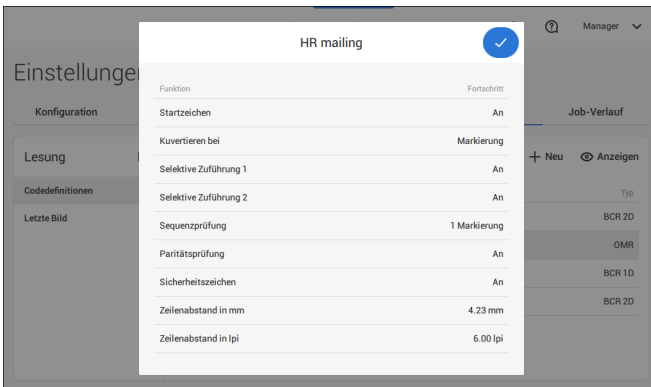 HR mailing
Manager
Einstellunge
Konfiguration
Job-Verlauf
Funktion Fortschritt
Startzeichen An
Kuvertieren bei Markierung
Selektive Zuführung 1 An
Selektive Zuführung 2 An
Sequenzprüfung 1 Markierung
Paritätsprüfung An
Sicherheitszeichen An
Zeilenabstand in mm 4.23 mm
Zeilenabstand in lpi 6.00 lpi
Lesung
Codedefinitionen
Letzte Bild
+ Neu Anzeigen
Typ
BCR 2D
OMR
BCR 1D
BCR 2D